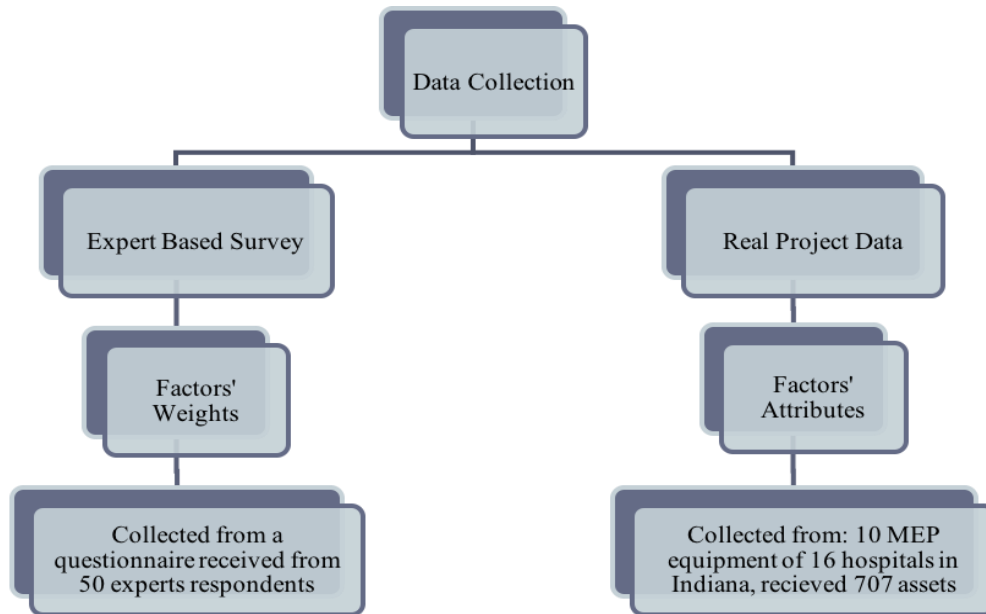 Data Collection
Expert Based Survey
Real Project Data
Factors'
Weights
Factors'
Attributes
Collected from a
questionnaire received from
50 experts respondents
Collected from: 10 MEP
equipment of 16 hospitals in
Indiana, recieved 707 assets